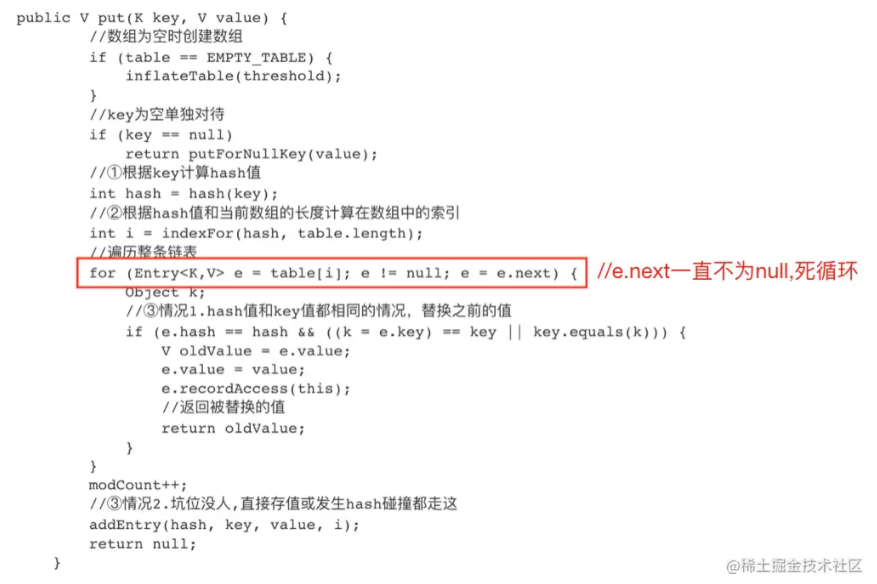 public V put(K key, V value) {
//数组为空时创建数组
if (table == EMPTY_TABLE) {
inflateTable(threshold);
}
//key为空单独对待
if (key == null)
return putForNullKey(value);
//①根据key计算hash值
int hash = hash(key);
//②根据hash值和当前数组的长度计算在数组中的索引
int i = indexFor(hash, table.length);
//遍历整条链表
for (Entry<K,V> e = table[i]; e != null; e = e.next) { //e.next一直不为null,死循环
Object k;
//③情况1.hash值和key值都相同的情况，替换之前的值
if (e.hash == hash && ((k = e.key) == key || key.equals(k))) {
V oldValue = e.value;
e.value = value;
e.recordAccess(this);
//返回被替换的值
return oldValue;
}
}
modCount++;
//③情况2.坑位没人,直接存值或发生hash碰撞都走这
addEntry(hash, key, value, i);
return null;
}
@稀土掘金技术社区